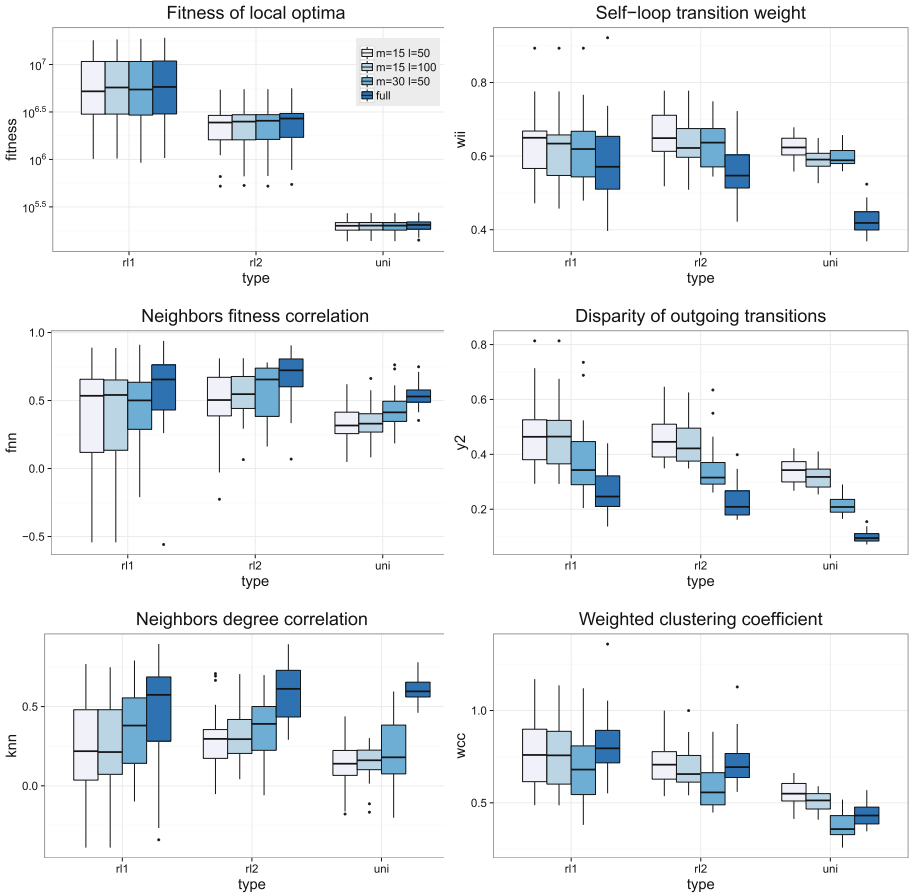 Fitness of local optima
10^7
10^6.5
10^6
10^5.5
fitness
m=15 l=50
m=15 l=100
m=30 l=50
full
rl1 rl2 uni
type
Self−loop transition weight
0.8
0.6
0.4
wii
rl1 rl2 uni
type
Neighbors fitness correlation
1.0
0.5
0.0
−0.5
fnn
rl1 rl2 uni
type
Disparity of outgoing transitions
0.8
0.6
0.4
0.2
y2
rl1 rl2 uni
type
Neighbors degree correlation
0.5
0.0
knn
rl1 rl2 uni
type
Weighted clustering coefficient
1.0
0.5
wcc
rl1 rl2 uni
type